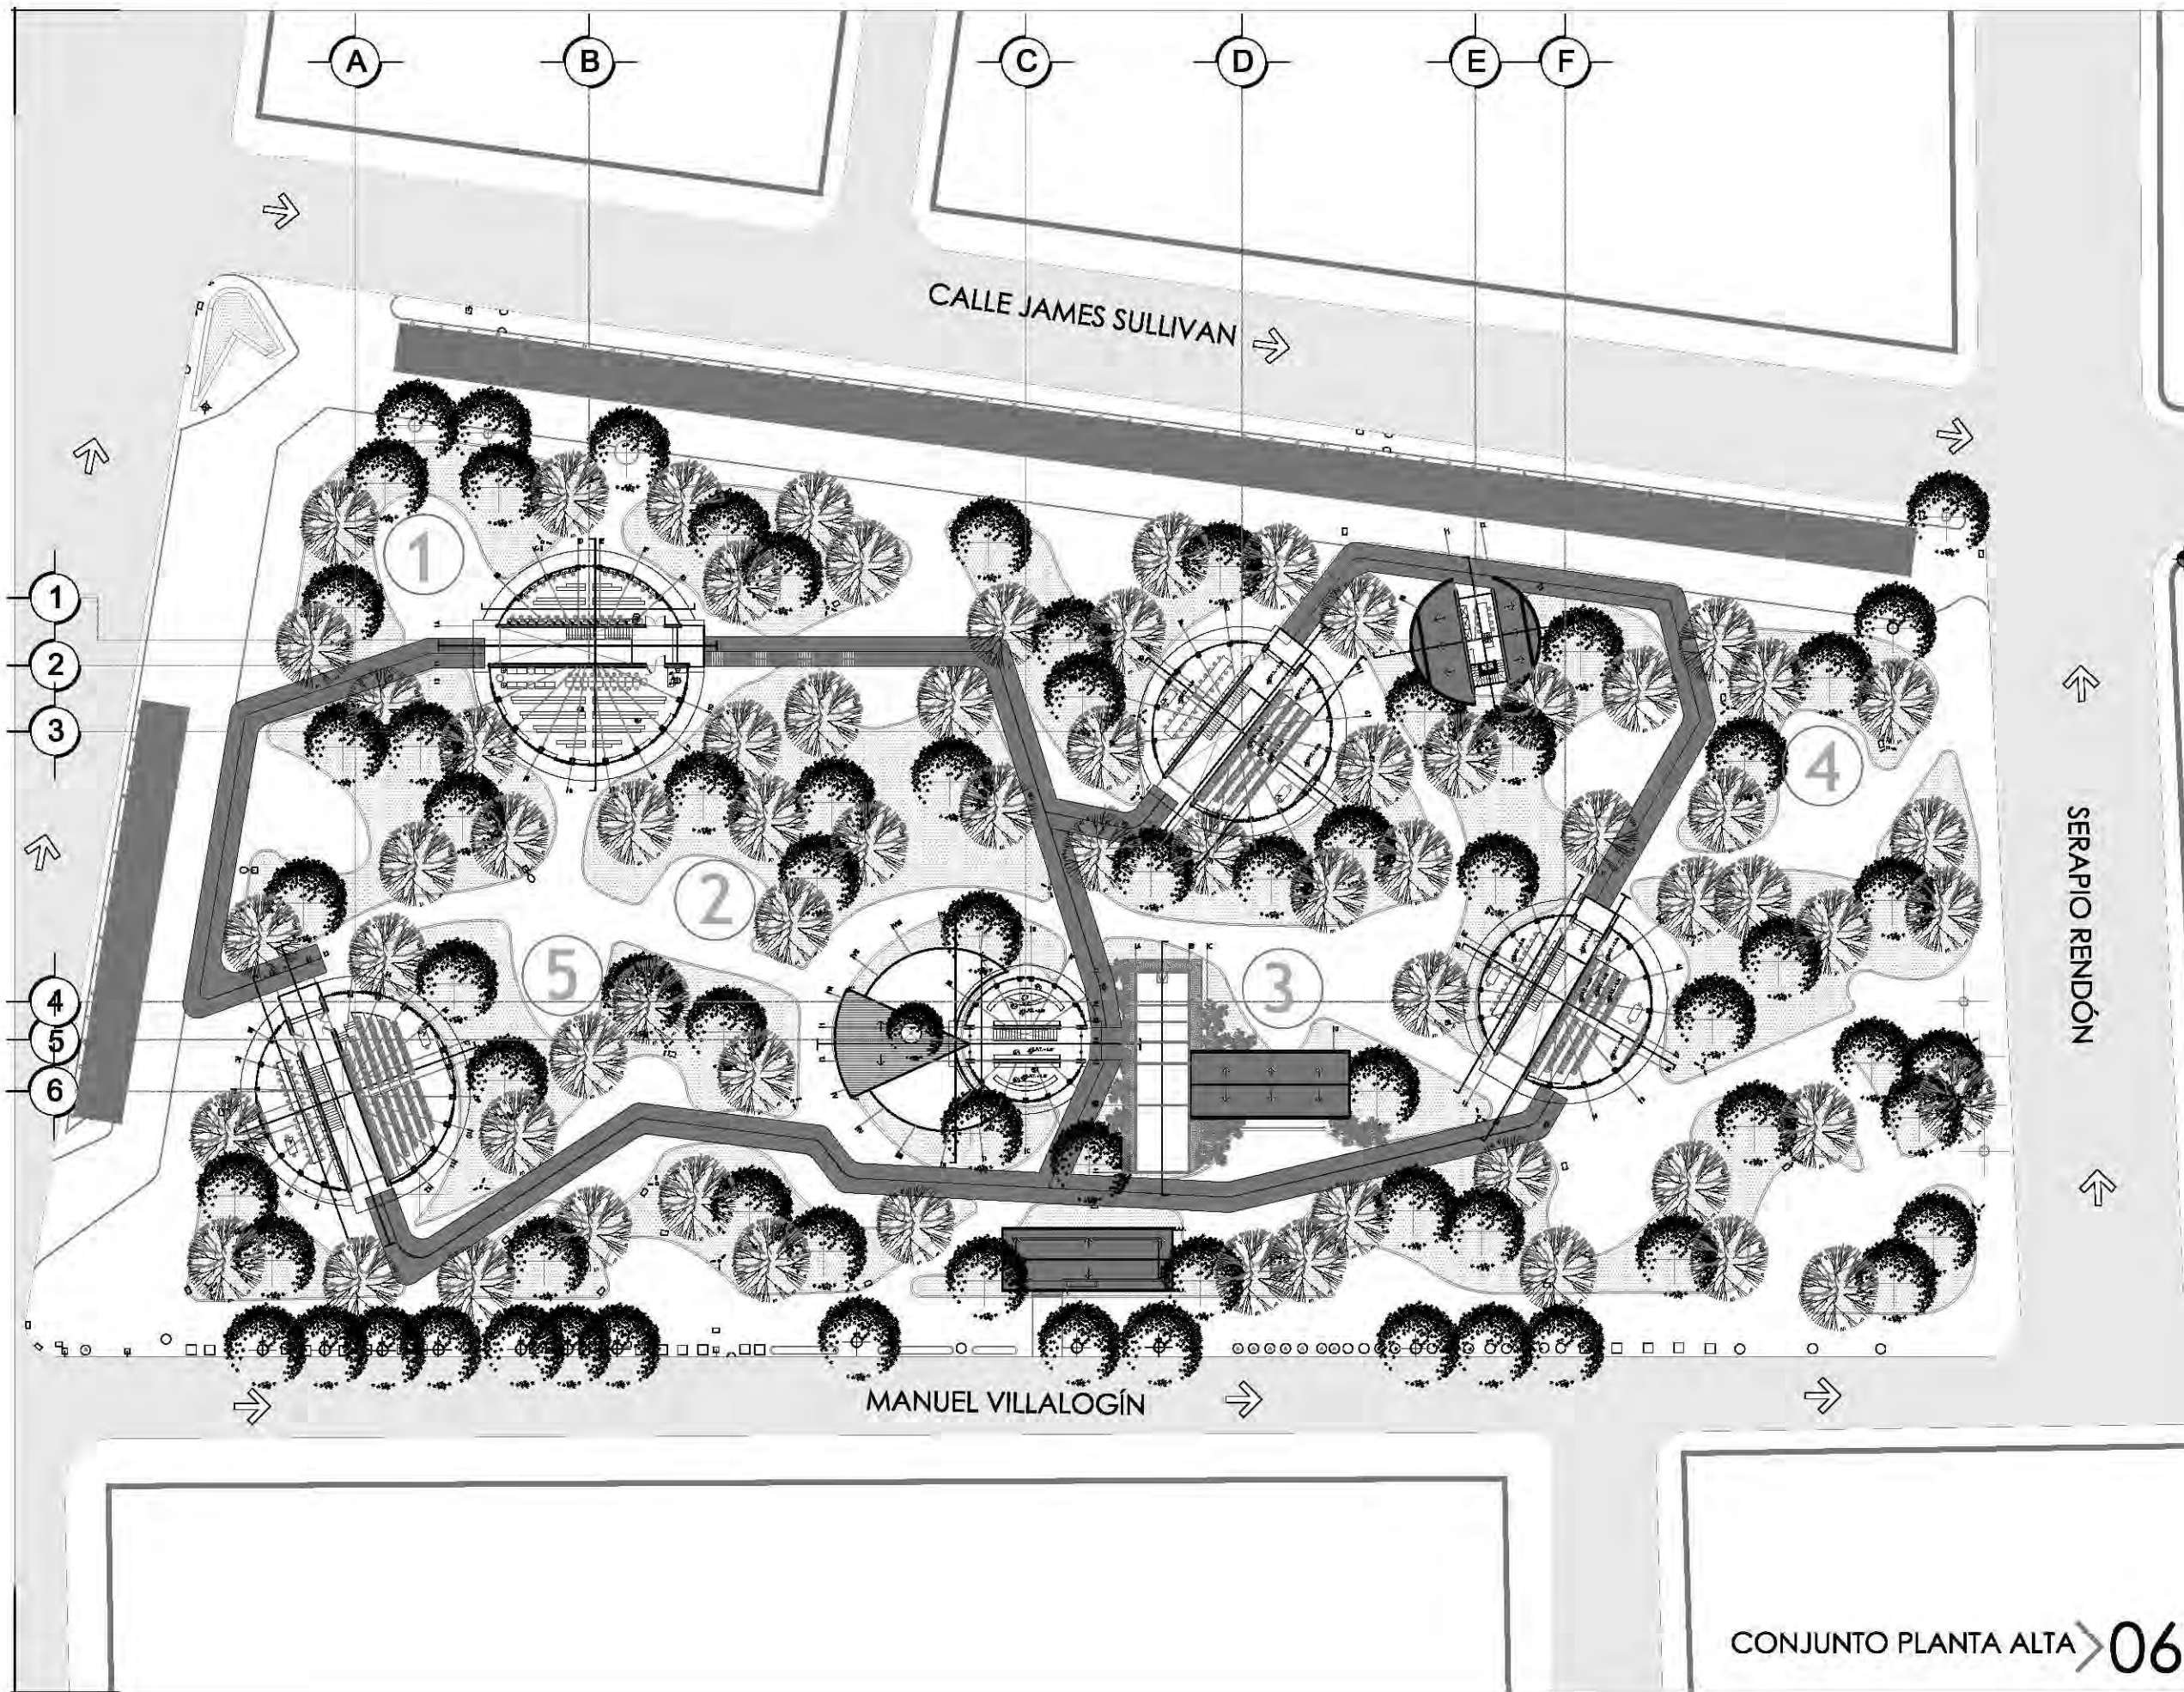 A
B
C
D
E
F
CALLE JAMES SULLIVAN
1
1
2
3
4
2
SERAPIO RENDÓN
5
3
4
5
6
MANUEL VILLALOGÍN
CONJUNTO PLANTA ALTA
06